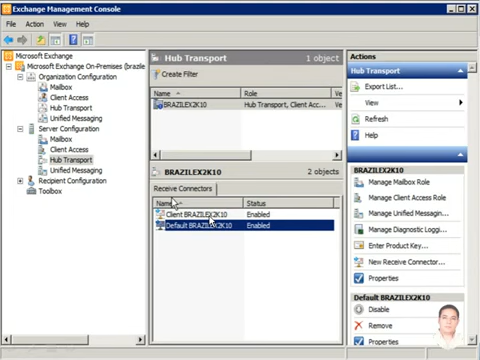 Exchange Management Console
File Action View Help
Microsoft Exchange
Microsoft Exchange On-Premises (brazile
Organization Configuration
Mailbox
Client Access
Hub Transport
Unified Messaging
Server Configuration
Mailbox
Client Access
Hub Transport
Unified Messaging
Recipient Configuration
Toolbox
Hub Transport 1 object
Create Filter
Name Role Ve
BRAZILEX2K10 Hub Transport, Client Acc... Ve
BRAZILEX2K10 2 objects
Receive Connectors
Name Status
Client BRAZILEX2K10 Enabled
Default BRAZILEX2K10 Enabled
Actions
Hub Transport
Export List...
View
Refresh
Help
BRAZILEX2K10
Manage Mailbox Role
Manage Client Access Role
Manage Unified Messagin...
Manage Diagnostic Loggi...
Enter Product Key...
New Receive Connector...
Properties
Default BRAZILEX2K10
Disable
Remove
Properties